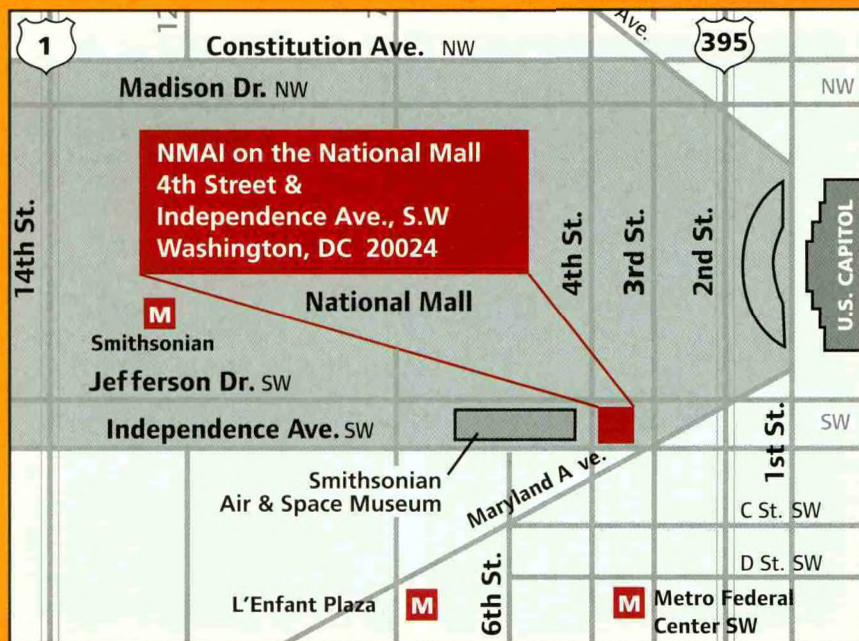 1
Constitution Ave. NW
Ave.
395
Madison Dr. NW
NW
NMAI on the National Mall
4th Street &
Independence Ave., S.W
Washington, DC 20024
14th St.
4th St.
3rd St.
2nd St.
U.S. CAPITOL
National Mall
M
Smithsonian
Jefferson Dr. SW
Independence Ave. SW
SW
1st St.
Smithsonian
Air & Space Museum
Maryland A ve.
C St. SW
D St. SW
6th St.
L'Enfant Plaza M
M Metro Federal
Center SW